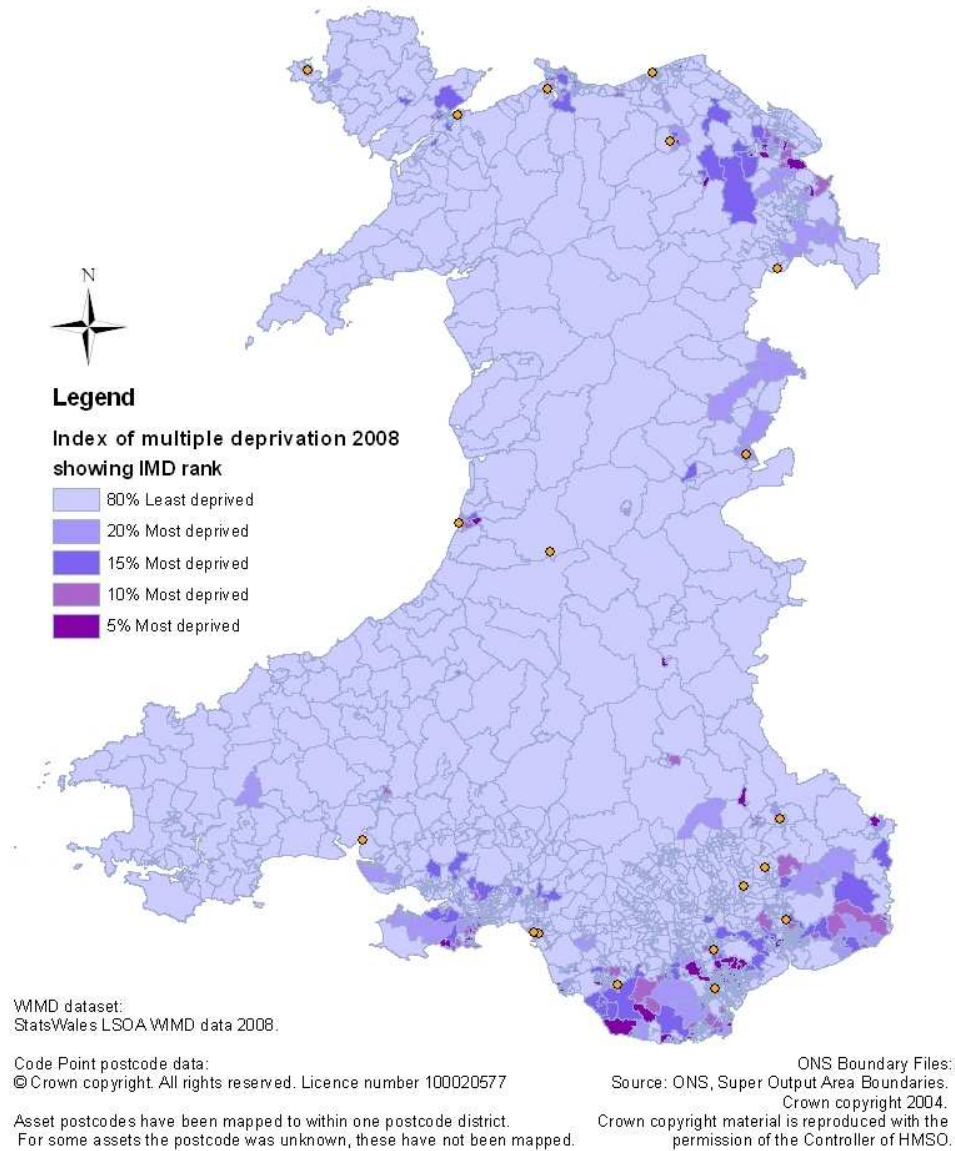 N
Legend
Index of multiple deprivation 2008
showing IMD rank
80% Least deprived
20% Most deprived
15% Most deprived
10% Most deprived
5% Most deprived
WIMD dataset:
StatsWales LSOA WIMD data 2008.
Code Point postcode data:
© Crown copyright. All rights reserved. Licence number 100020577
Asset postcodes have been mapped to within one postcode district.
For some assets the postcode was unknown, these have not been mapped.
ONS Boundary Files:
Source: ONS, Super Output Area Boundaries.
Crown copyright 2004.
Crown copyright material is reproduced with the
permission of the Controller of HMSO.